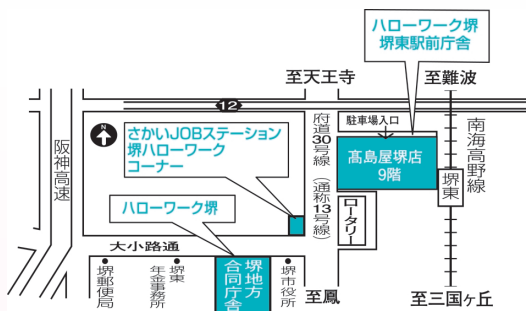 ハローワーク堺
堺東駅前庁舎
至天王寺
至難波
12
N
さかいJOBステーション
堺ハローワーク
コーナー
府道30号線
(通称13号線)
駐車場入口
髙島屋堺店
9階
南海高野線
堺東
阪神高速
ハローワーク堺
ロータリー
大小路通
堺郵便局
堺東
年金事務所
堺地方
合同庁舎
堺市役所
至鳳
至三国ヶ丘